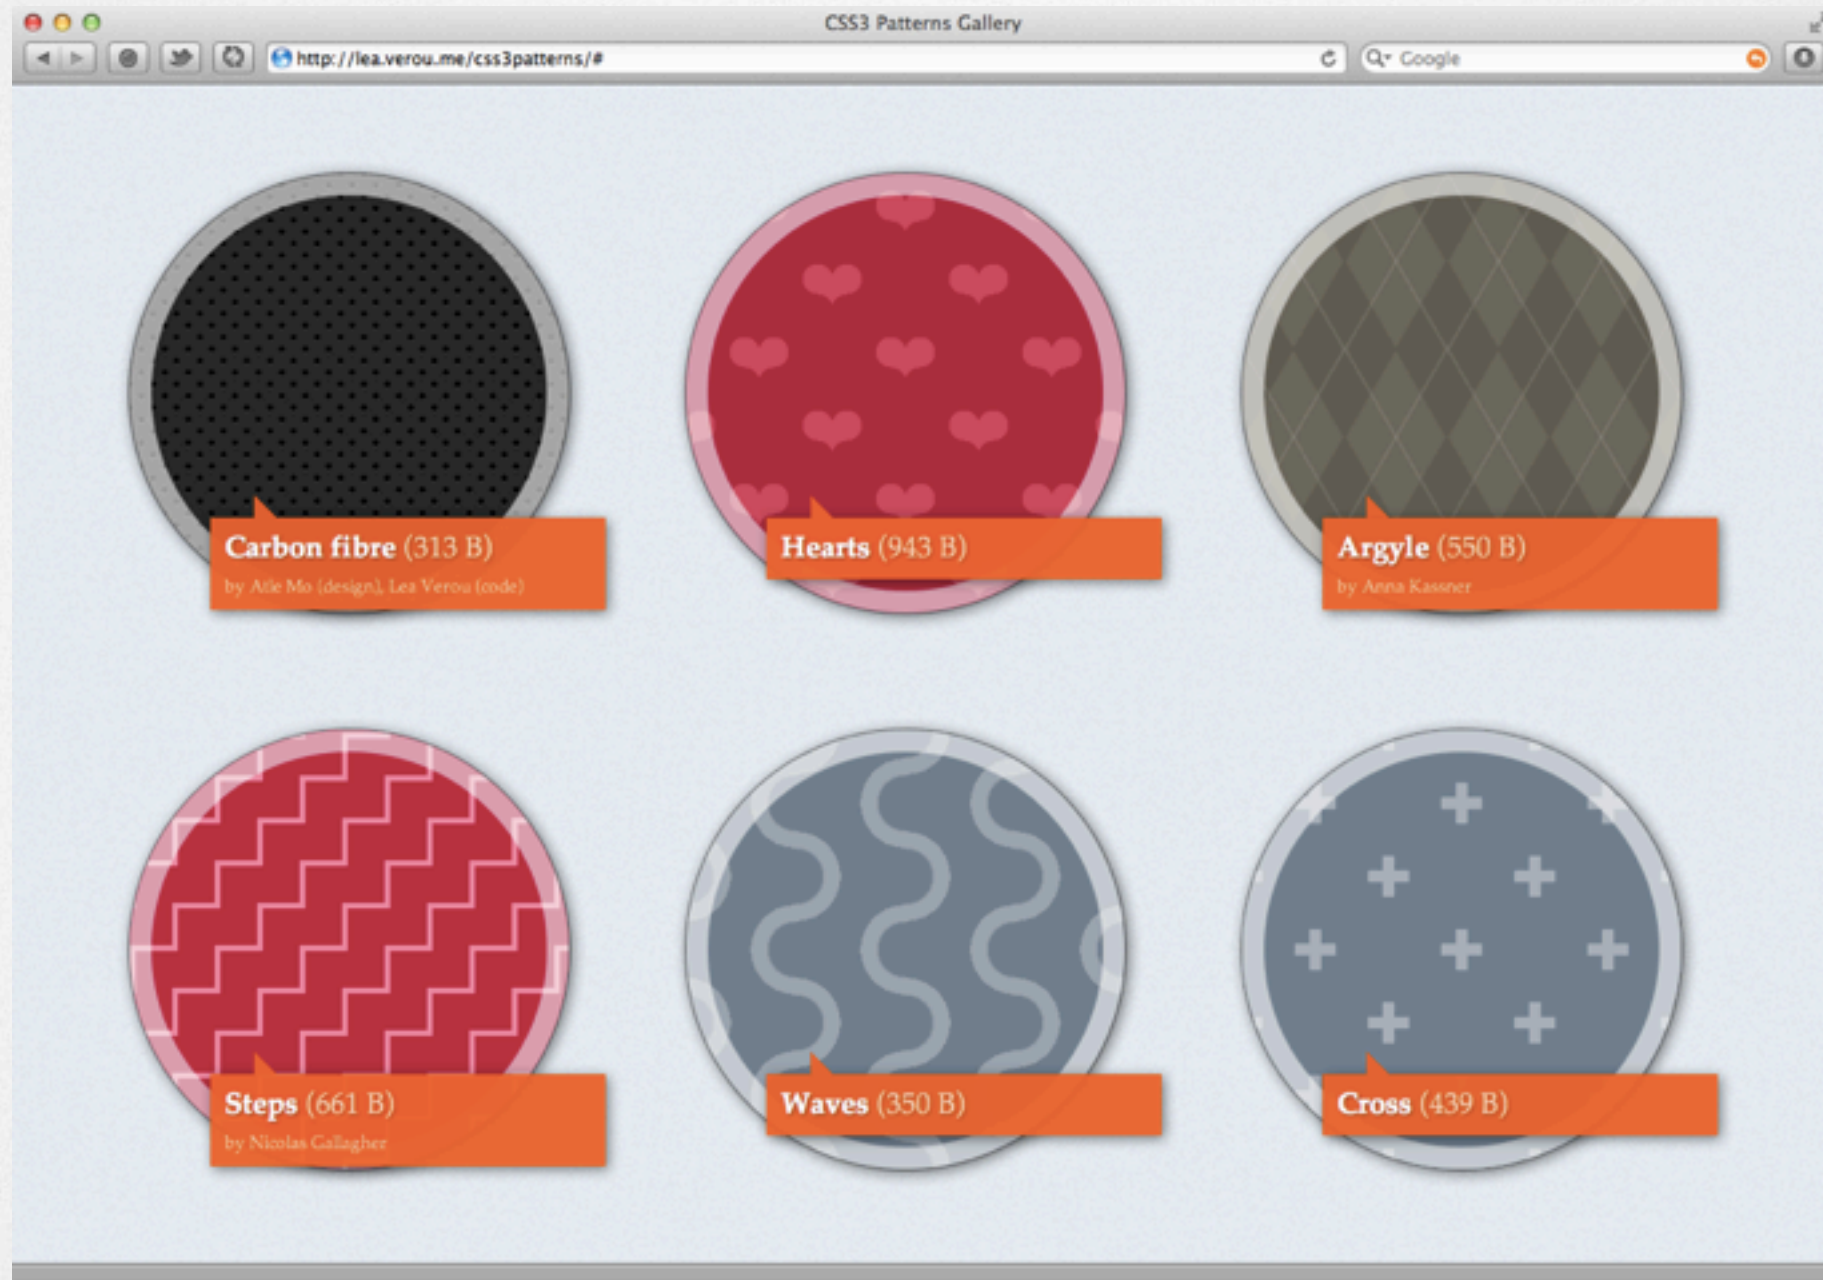 CSS3 Patterns Gallery
http://lea.verou.me/css3patterns/#
Google
Carbon fibre (313 B)
by Atle Mo (design), Lea Verou (code)
Hearts (943 B)
Argyle (550 B)
by Anna Kassner
Steps (661 B)
by Nicolas Gallagher
Waves (350 B)
Cross (439 B)